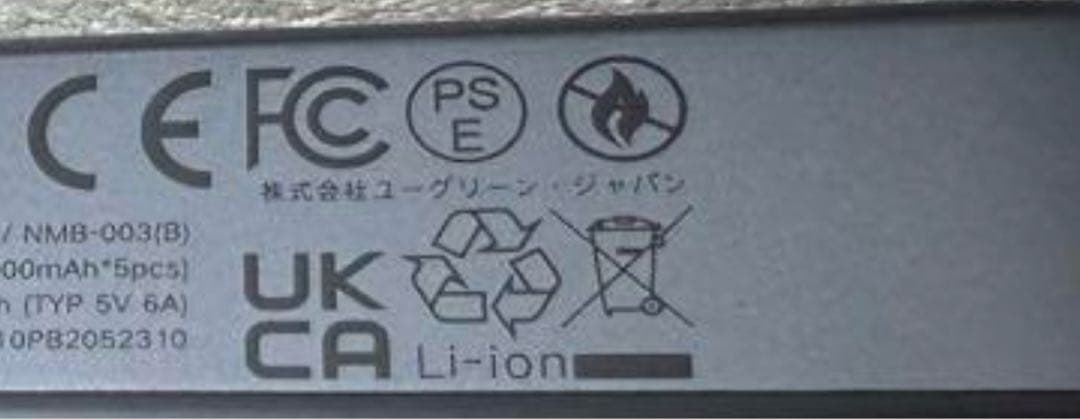 CE FC PS
E
株式会社ユーグリーン・ジャパン
/ NMB-003(B)
00mAh*5pcs)
h (TYP 5V 6A)
10PB2052310
UK
CA
Li-ion